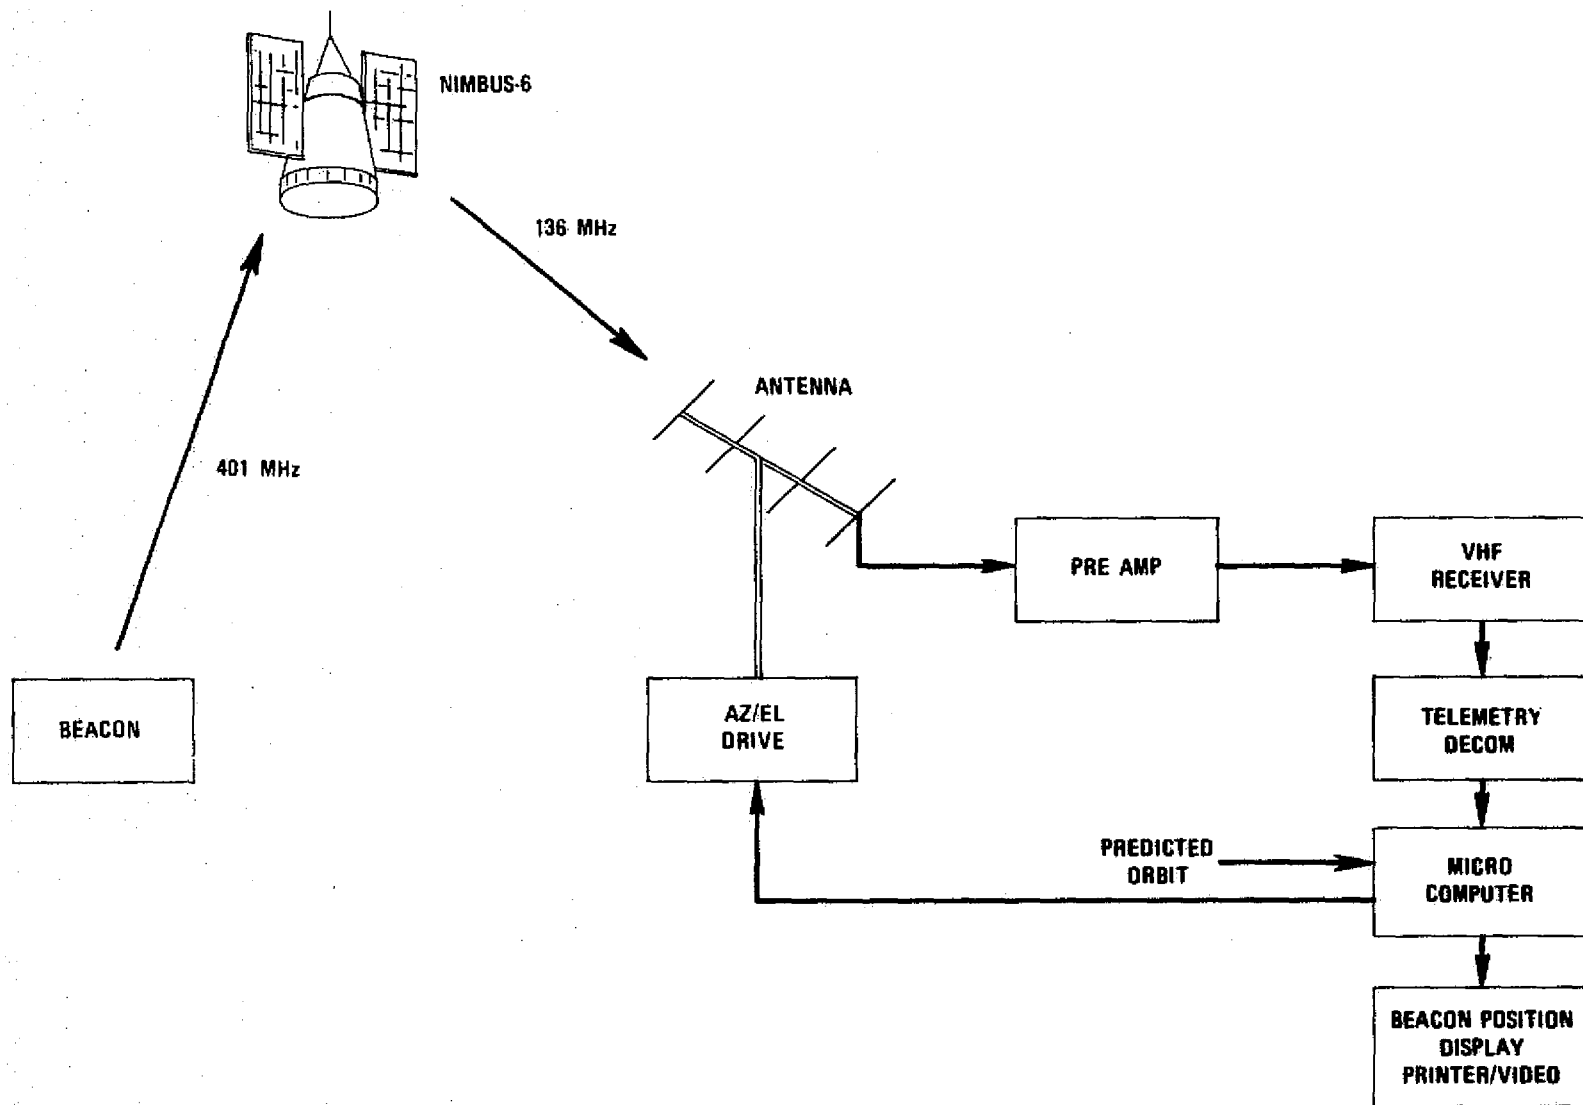 NIMBUS-6
136 MHz
ANTENNA
401 MHz
PRE AMP
VHF
RECEIVER
BEACON
AZ/EL
DRIVE
TELEMETRY
DECOM
PREDICTED
ORBIT
MICRO
COMPUTER
BEACON POSITION
DISPLAY
PRINTER/VIDEO